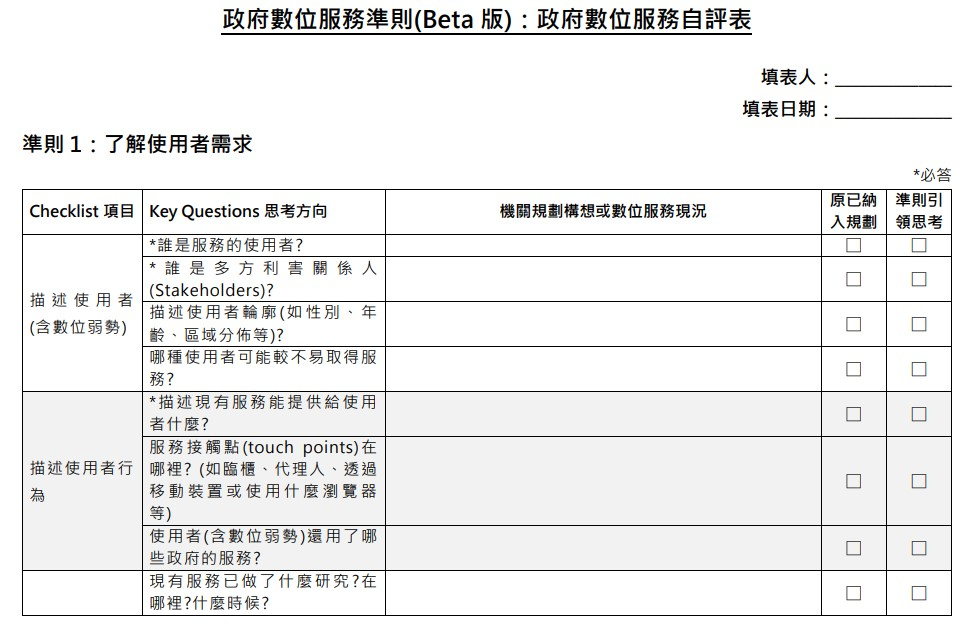 政府數位服務準則(Beta 版)：政府數位服務自評表
填表人：____________
填表日期：____________
準則 1：了解使用者需求
*必答
Checklist 項目 Key Questions 思考方向 機關規劃構想或數位服務現況 原已納 準則引
入規劃 領思考
*誰是服務的使用者? □ □
*誰是多方利害關係人
(Stakeholders)? □ □
描述使用者
(含數位弱勢)
描述使用者輪廓(如性別、年
齡、區域分佈等)? □ □
哪種使用者可能較不易取得服
務? □ □
*描述現有服務能提供給使用
者什麼? □ □
描述使用者行
為
服務接觸點(touch points)在
哪裡? (如臨櫃、代理人、透過
移動裝置或使用什麼瀏覽器
等) □ □
使用者(含數位弱勢)還用了哪
些政府的服務? □ □
現有服務已做了什麼研究?在
哪裡?什麼時候? □ □